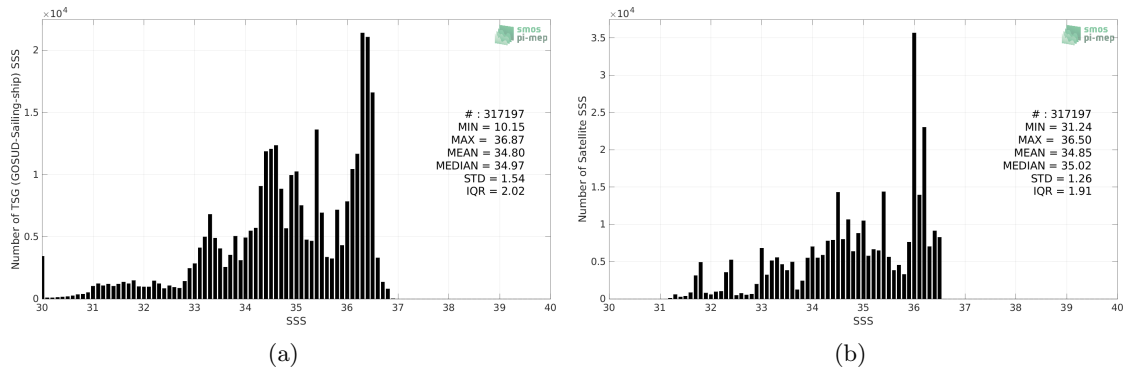 ×10⁴
Number of TSG (GOSUD-Sailing-ship) SSS
2
1.5
1
0.5
0
smos
pi-mep
# : 317197
MIN = 10.15
MAX = 36.87
MEAN = 34.80
MEDIAN = 34.97
STD = 1.54
IQR = 2.02
30 31 32 33 34 35 36 37 38 39 40
SSS
(a)
×10⁴
Number of Satellite SSS
3.5
3
2.5
2
1.5
1
0.5
0
smos
pi-mep
# : 317197
MIN = 31.24
MAX = 36.50
MEAN = 34.85
MEDIAN = 35.02
STD = 1.26
IQR = 1.91
30 31 32 33 34 35 36 37 38 39 40
SSS
(b)